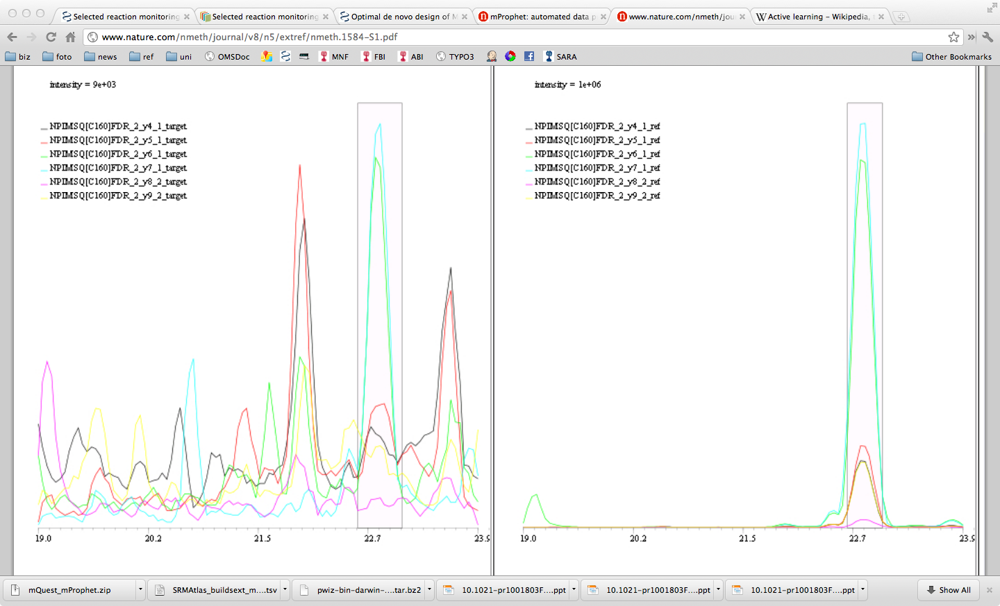 Selected reaction monitoring
Selected reaction monitoring
Optimal de novo design of M
mProphet: automated data p
www.nature.com/nmeth/jou
Active learning – Wikipedia,
www.nature.com/nmeth/journal/v8/n5/extref/nmeth.1584-S1.pdf
biz foto news ref uni OMSDoc MNF FBI ABI TYPO3 SARA Other Bookmarks
intensity = 9e+03
NPIMSQ[C160]FDR_2_y4_1_target
NPIMSQ[C160]FDR_2_y5_1_target
NPIMSQ[C160]FDR_2_y6_1_target
NPIMSQ[C160]FDR_2_y7_1_target
NPIMSQ[C160]FDR_2_y8_2_target
NPIMSQ[C160]FDR_2_y9_2_target
19.0 20.2 21.5 22.7 23.9
intensity = 1e+06
NPIMSQ[C160]FDR_2_y4_1_ref
NPIMSQ[C160]FDR_2_y5_1_ref
NPIMSQ[C160]FDR_2_y6_1_ref
NPIMSQ[C160]FDR_2_y7_1_ref
NPIMSQ[C160]FDR_2_y8_2_ref
NPIMSQ[C160]FDR_2_y9_2_ref
19.0 20.2 21.5 22.7 23.9
mQuest_mProphet.zip
SRMAtlas_buildsext_m....tsv
pwiz-bin-darwin-....tar.bz2
10.1021-pr1001803F....ppt
10.1021-pr1001803F....ppt
10.1021-pr1001803F....ppt
Show All